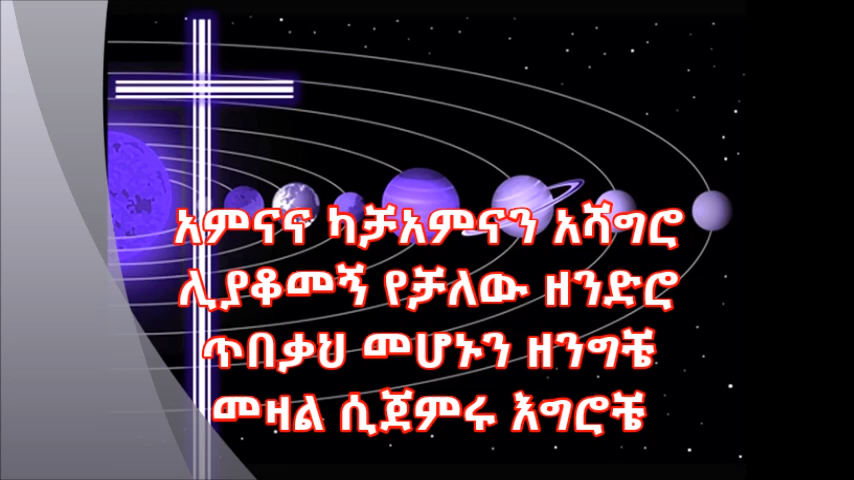 አምናና ካቻአምናን አሻግሮ
ሊያቆመኝ የቻለው ዘንድሮ
ጥበቃህ መሆኑን ዘንግቼ
መዛል ሲጀምሩ እግሮቼ